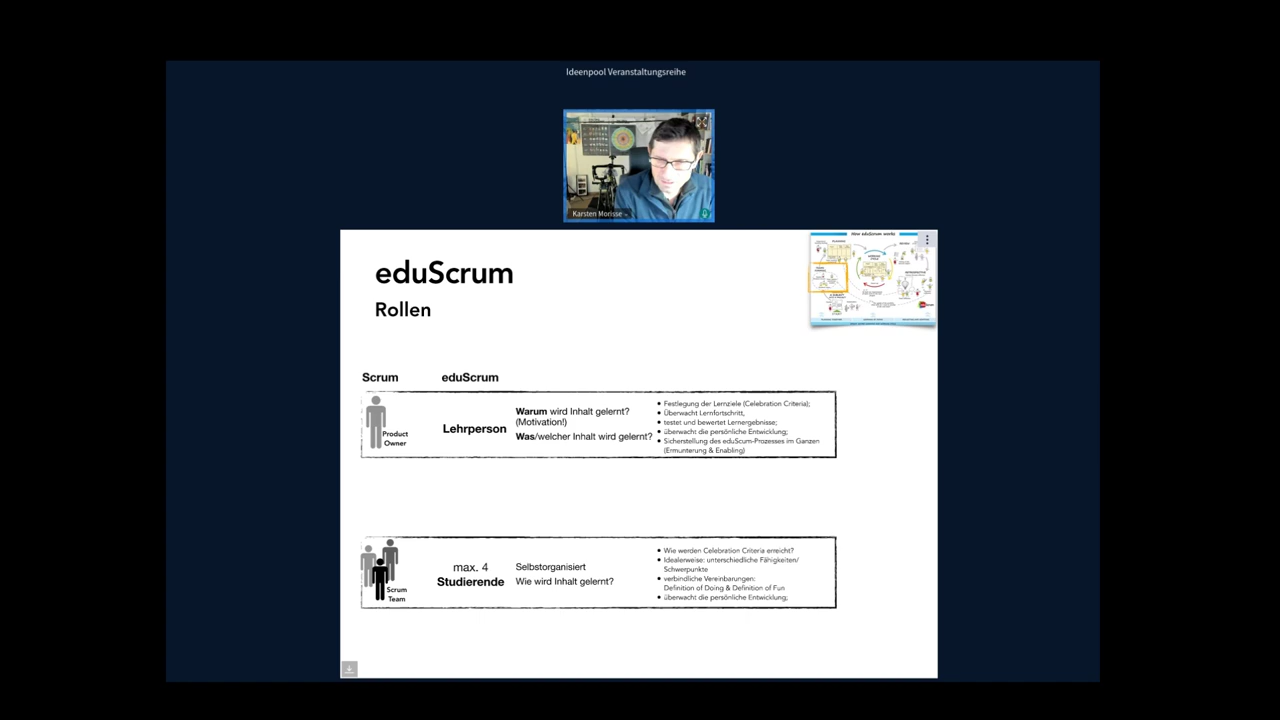 Ideenpool Veranstaltungsreihe
Karsten Morisse
How eduScrum works
eduScrum
Rollen
Scrum eduScrum
Product
Owner
Lehrperson
Warum wird Inhalt gelernt?
(Motivation!)
Was/welcher Inhalt wird gelernt?
• Festlegung der Lernziele (Celebration Criteria);
• Überwacht Lernfortschritt,
• testet und bewertet Lernergebnisse;
• überwacht die persönliche Entwicklung;
• Sicherstellung des eduScum-Prozesses im Ganzen
(Ermunterung & Enabling)
Scrum
Team
max. 4
Studierende
Selbstorganisiert
Wie wird Inhalt gelernt?
• Wie werden Celebration Criteria erreicht?
• Idealerweise: unterschiedliche Fähigkeiten/
Schwerpunkte
• verbindliche Vereinbarungen:
Definition of Doing & Definition of Fun
• überwacht die persönliche Entwicklung;